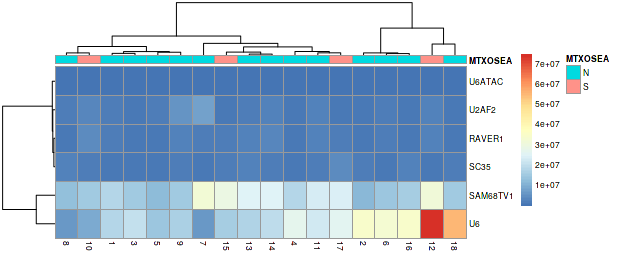 MTXOSEA
U6ATAC
U2AF2
RAVER1
SC35
SAM68TV1
U6
8 10 1 3 5 9 7 15 13 14 4 11 17 2 6 16 12 18
7e+07
6e+07
5e+07
4e+07
3e+07
2e+07
1e+07
MTXOSEA
N
S